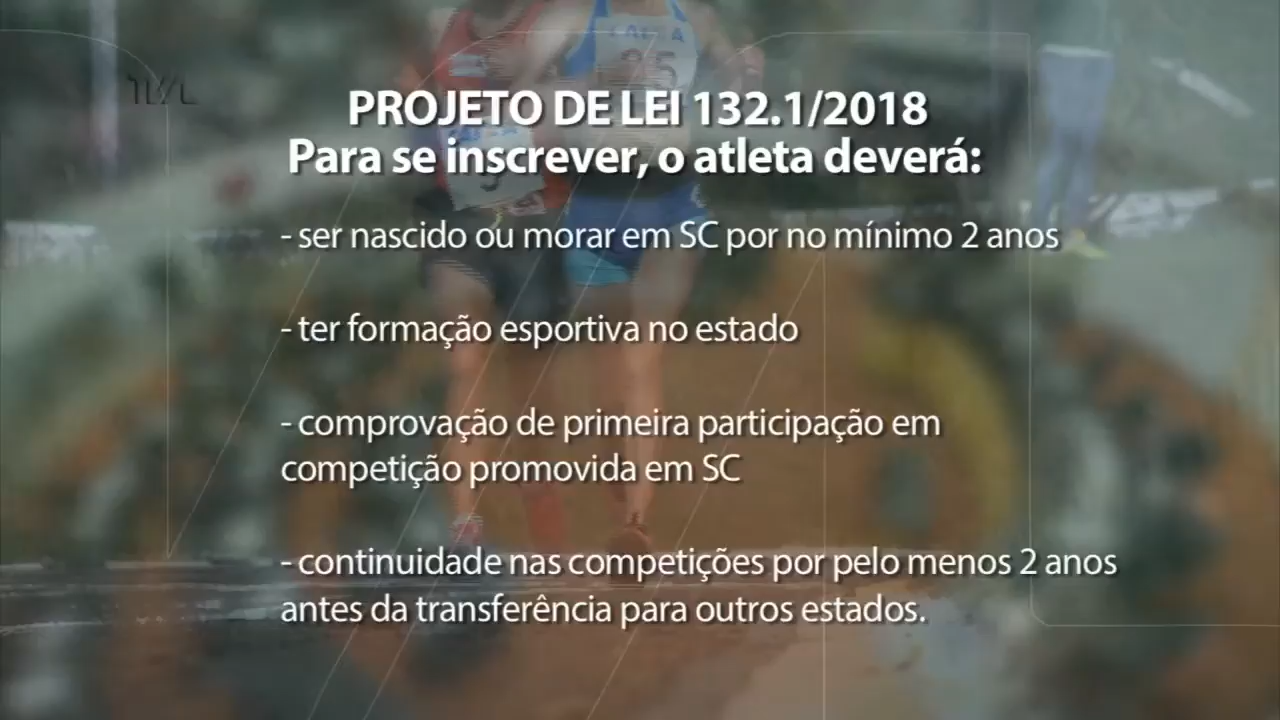 TVAL
PROJETO DE LEI 132.1/2018
Para se inscrever, o atleta deverá:
- ser nascido ou morar em SC por no mínimo 2 anos
- ter formação esportiva no estado
- comprovação de primeira participação em
competição promovida em SC
- continuidade nas competições por pelo menos 2 anos
antes da transferência para outros estados.